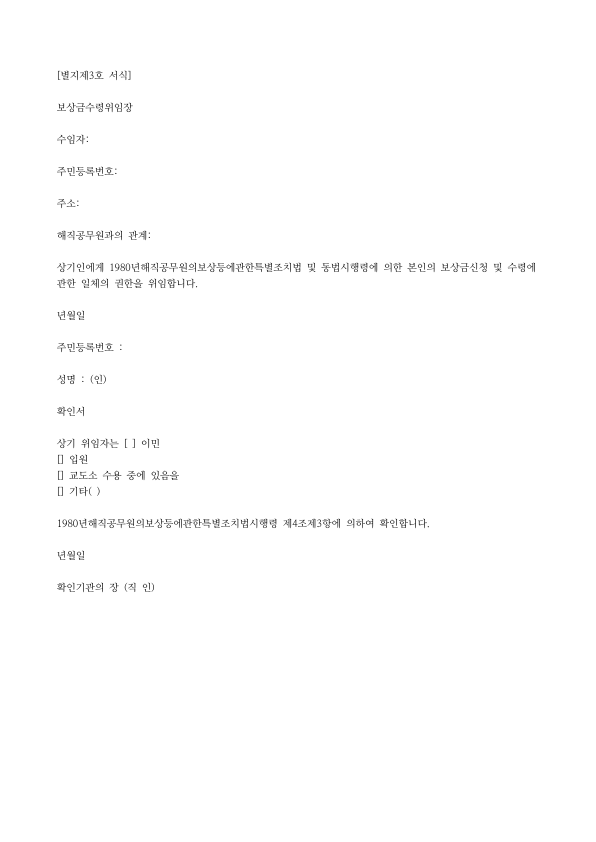 [별지제3호 서식]
보상금수령위임장
수임자:
주민등록번호:
주소:
해직공무원과의 관계:
상기인에게 1980년해직공무원의보상등에관한특별조치법 및 동법시행령에 의한 본인의 보상금신청 및 수령에
관한 일체의 권한을 위임합니다.
년월일
주민등록번호 :
성명 : (인)
확인서
상기 위임자는 [ ] 이민
[] 입원
[] 교도소 수용 중에 있음을
[] 기타( )
1980년해직공무원의보상등에관한특별조치법시행령 제4조제3항에 의하여 확인합니다.
년월일
확인기관의 장 (직 인)